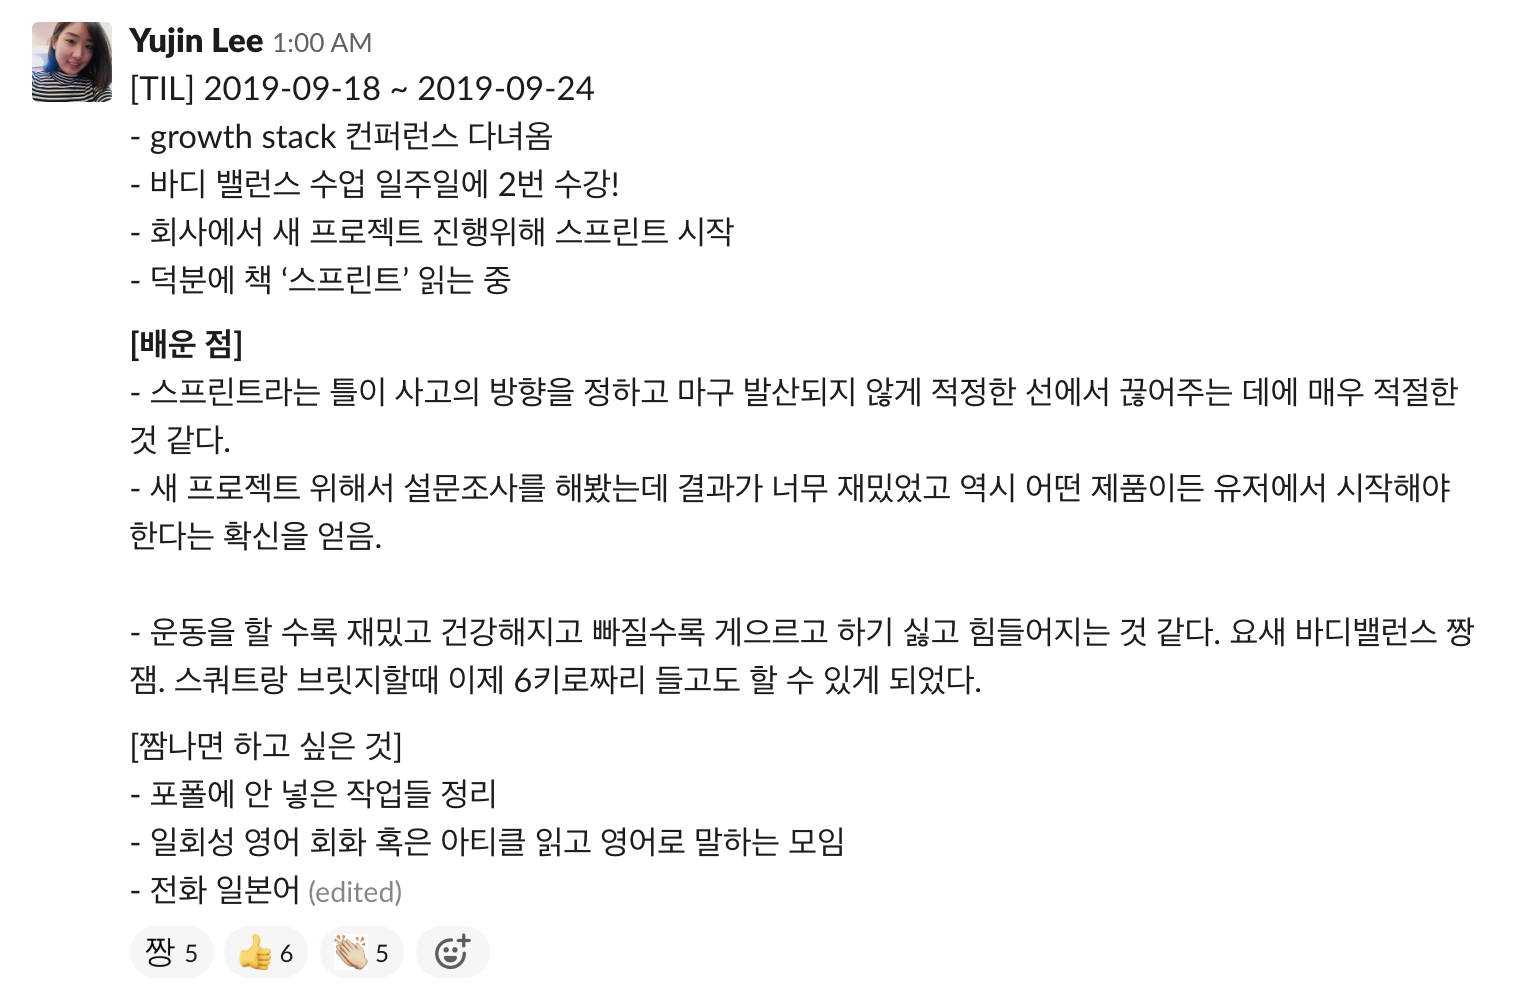 Yujin Lee 1:00 AM
[TIL] 2019-09-18 ~ 2019-09-24
- growth stack 컨퍼런스 다녀옴
- 바디 밸런스 수업 일주일에 2번 수강!
- 회사에서 새 프로젝트 진행위해 스프린트 시작
- 덕분에 책 ‘스프린트’ 읽는 중
[배운 점]
- 스프린트라는 틀이 사고의 방향을 정하고 마구 발산되지 않게 적정한 선에서 끊어주는 데에 매우 적절한
것 같다.
- 새 프로젝트 위해서 설문조사를 해봤는데 결과가 너무 재밌었고 역시 어떤 제품이든 유저에서 시작해야
한다는 확신을 얻음.
- 운동을 할 수록 재밌고 건강해지고 빠질수록 게으르고 하기 싫고 힘들어지는 것 같다. 요새 바디밸런스 짱
잼. 스쿼트랑 브릿지할때 이제 6키로짜리 들고도 할 수 있게 되었다.
[짬나면 하고 싶은 것]
- 포폴에 안 넣은 작업들 정리
- 일회성 영어 회화 혹은 아티클 읽고 영어로 말하는 모임
- 전화 일본어 (edited)
짱 5 👍 6 👏 5